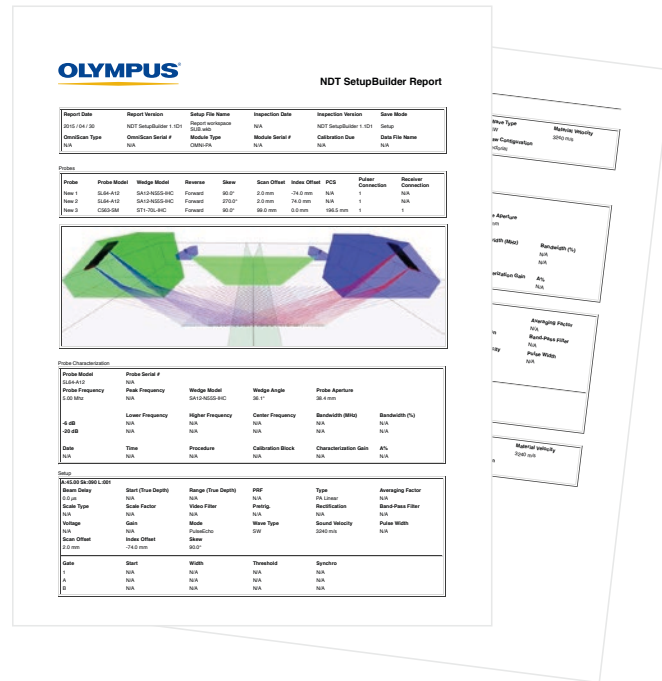 OLYMPUS
NDT SetupBuilder Report
Report Date Report Version Setup File Name Inspection Date Inspection Version Save Mode
2015 / 04 / 30 NDT SetupBuilder 1.1D1 Report workspace SUB.wkb N/A NDT SetupBuilder 1.1D1 Setup
OmniScan Type OmniScan Serial # Module Type Module Serial # Calibration Due Data File Name
N/A N/A OMNI-PA N/A N/A N/A
Probes
Probe Probe Model Wedge Model Reverse Skew Scan Offset Index Offset PCS Pulser Connection Receiver Connection
New 1 SL64-A12 SA12-N55S-IHC Forward 90.0° 2.0 mm -74.0 mm N/A 1 N/A
New 2 SL64-A12 SA12-N55S-IHC Forward 270.0° 2.0 mm 74.0 mm N/A 1 N/A
New 3 C563-SM ST1-70L-IHC Forward 90.0° 99.0 mm 0.0 mm 196.5 mm 1 1
Probe Characterization
Probe Model Probe Serial #
SL64-A12 N/A
Probe Frequency Peak Frequency Wedge Model Wedge Angle Probe Aperture
5.00 Mhz N/A SA12-N55S-IHC 36.1° 38.4 mm
Lower Frequency Higher Frequency Center Frequency Bandwidth (MHz) Bandwidth (%)
-6 dB N/A N/A N/A N/A N/A
-20 dB N/A N/A N/A N/A N/A
Date Time Procedure Calibration Block Characterization Gain A%
N/A N/A N/A N/A N/A N/A
Setup
A:45.00 Sk:090 L:001
Beam Delay Start (True Depth) Range (True Depth) PRF Type Averaging Factor
0.0 µs N/A N/A N/A PA Linear N/A
Scale Type Scale Factor Video Filter Pretrig. Rectification Band-Pass Filter
N/A N/A N/A N/A N/A N/A
Voltage Gain Mode Wave Type Sound Velocity Pulse Width
N/A N/A PulseEcho SW 3240 m/s N/A
Scan Offset Index Offset Skew
2.0 mm -74.0 mm 90.0°
Gate Start Width Threshold Synchro
1 N/A N/A N/A N/A
A N/A N/A N/A N/A
B N/A N/A N/A N/A
Wave Type Material Velocity
SW 3240 m/s
Configuration
Aperture
Bandwidth (%)
N/A
N/A
Gain A%
N/A
Averaging Factor
N/A
Band-Pass Filter
N/A
Pulse Width
N/A
Material Velocity
3240 m/s